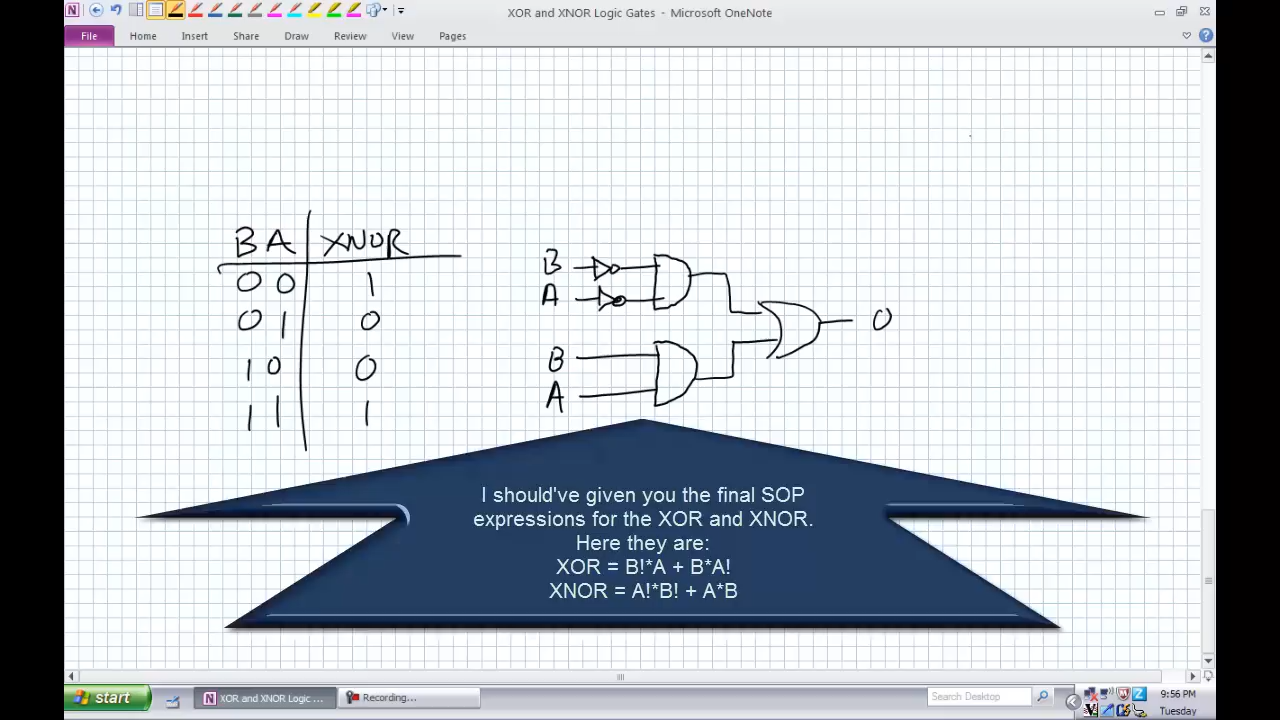 XOR and XNOR Logic Gates - Microsoft OneNote
File Home Insert Share Draw Review View Pages
B A XNOR
0 0 1
0 1 0
1 0 0
1 1 1
B
A
B
A
0
I should've given you the final SOP
expressions for the XOR and XNOR.
Here they are:
XOR = B!*A + B*A!
XNOR = A!*B! + A*B
start
XOR and XNOR Logic ...
Recording...
Search Desktop
9:56 PM
Tuesday